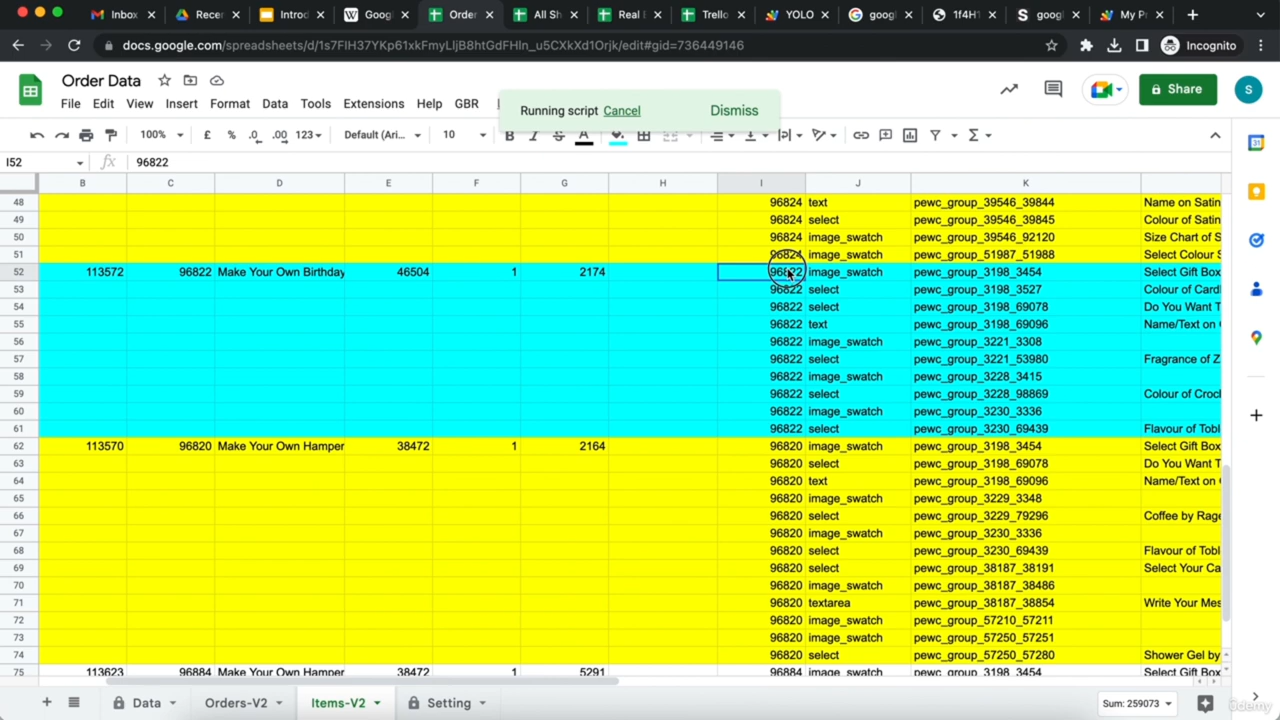 Inbox
Recen
Introd
Googl
Order
All Sh
Real E
Trello
YOLO
googl
1f4H1
googl
My Pr
docs.google.com/spreadsheets/d/1s7FlH37YKp61xkFmyLljB8htGdFHln_u5CXkXd1Orjk/edit#gid=736449146
Incognito
Order Data
Share
S
File Edit View Insert Format Data Tools Extensions Help GBR
Running script Cancel Dismiss
100% £ % .0 .00 123 Default (Ari... 10 B I S A
I52 fx 96822
B C D E F G H I J K
48 96824 text pewc_group_39546_39844 Name on Satin
49 96824 select pewc_group_39546_39845 Colour of Satin
50 96824 image_swatch pewc_group_39546_92120 Size Chart of S
51 96824 image_swatch pewc_group_51987_51988 Select Colour S
52 113572 96822 Make Your Own Birthday 46504 1 2174 96822 image_swatch pewc_group_3198_3454 Select Gift Box
53 96822 select pewc_group_3198_3527 Colour of Cardl
54 96822 select pewc_group_3198_69078 Do You Want T
55 96822 text pewc_group_3198_69096 Name/Text on
56 96822 image_swatch pewc_group_3221_3308
57 96822 select pewc_group_3221_53980 Fragrance of Z
58 96822 image_swatch pewc_group_3228_3415
59 96822 select pewc_group_3228_98869 Colour of Croc
60 96822 image_swatch pewc_group_3230_3336
61 96822 select pewc_group_3230_69439 Flavour of Tobl
62 113570 96820 Make Your Own Hamper 38472 1 2164 96820 image_swatch pewc_group_3198_3454 Select Gift Box
63 96820 select pewc_group_3198_69078 Do You Want T
64 96820 text pewc_group_3198_69096 Name/Text on
65 96820 image_swatch pewc_group_3229_3348
66 96820 select pewc_group_3229_79296 Coffee by Rage
67 96820 image_swatch pewc_group_3230_3336
68 96820 select pewc_group_3230_69439 Flavour of Tobl
69 96820 select pewc_group_38187_38191 Select Your Ca
70 96820 image_swatch pewc_group_38187_38486
71 96820 textarea pewc_group_38187_38854 Write Your Mes
72 96820 image_swatch pewc_group_57210_57211
73 96820 image_swatch pewc_group_57250_57251
74 96820 select pewc_group_57250_57280 Shower Gel by
75 113623 96884 Make Your Own Hamper 38472 1 5291 96884 image_swatch pewc_group_3198_3454 Select Gift Box
Data Orders-V2 Items-V2 Setting Sum: 259073
ûdemy